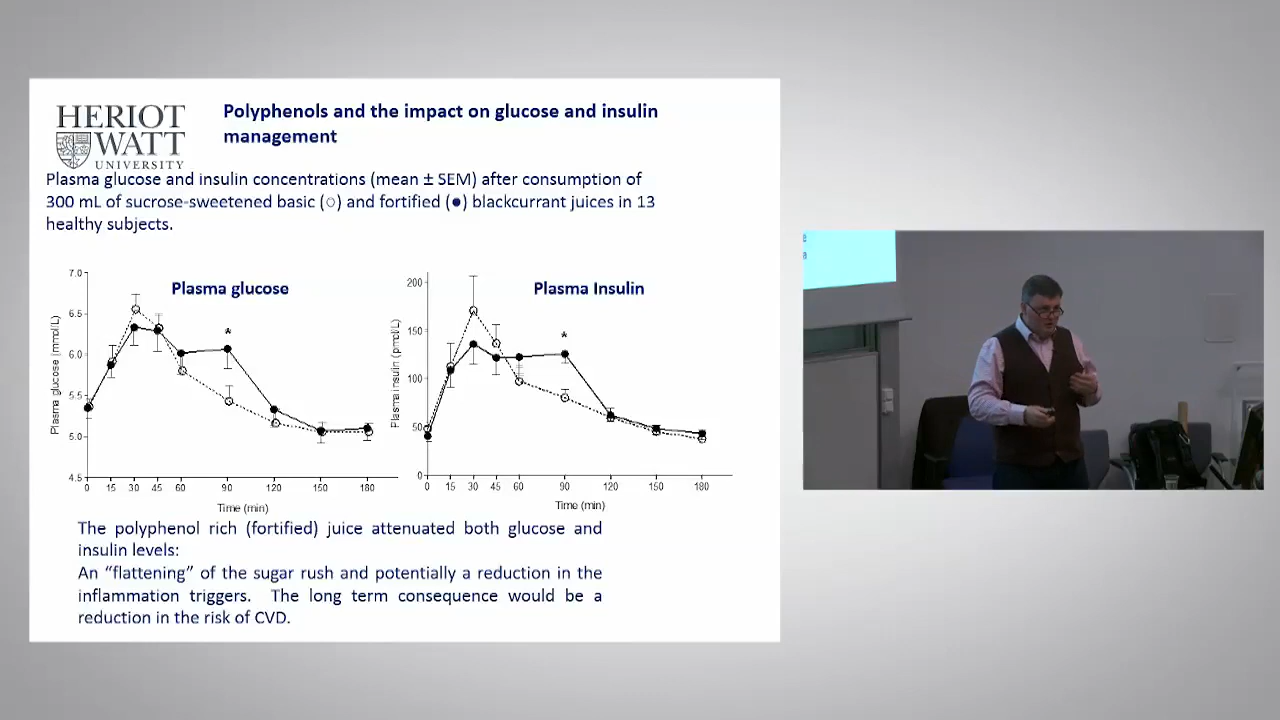 HERIOT
WATT
UNIVERSITY
Polyphenols and the impact on glucose and insulin
management
Plasma glucose and insulin concentrations (mean ± SEM) after consumption of
300 mL of sucrose-sweetened basic (○) and fortified (●) blackcurrant juices in 13
healthy subjects.
Plasma glucose
Plasma glucose (mmol/L)
7.0
6.5
6.0
5.5
5.0
4.5
*
0 15 30 45 60 90 120 150 180
Time (min)
Plasma Insulin
Plasma insulin (pmol/L)
200
150
100
50
0
*
0 15 30 45 60 90 120 150 180
Time (min)
The polyphenol rich (fortified) juice attenuated both glucose and
insulin levels:
An “flattening” of the sugar rush and potentially a reduction in the
inflammation triggers. The long term consequence would be a
reduction in the risk of CVD.
e
a